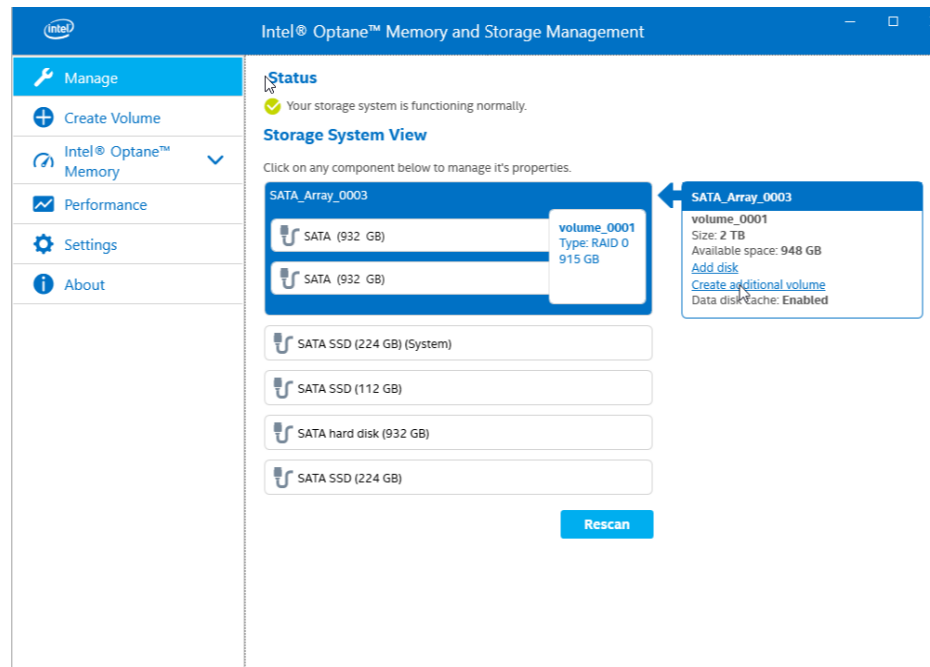 intel
Intel® Optane™ Memory and Storage Management
Manage
Create Volume
Intel® Optane™
Memory
Performance
Settings
About
Status
Your storage system is functioning normally.
Storage System View
Click on any component below to manage it's properties.
SATA_Array_0003
SATA (932 GB)
SATA (932 GB)
volume_0001
Type: RAID 0
915 GB
SATA SSD (224 GB) (System)
SATA SSD (112 GB)
SATA hard disk (932 GB)
SATA SSD (224 GB)
Rescan
SATA_Array_0003
volume_0001
Size: 2 TB
Available space: 948 GB
Add disk
Create additional volume
Data disk cache: Enabled